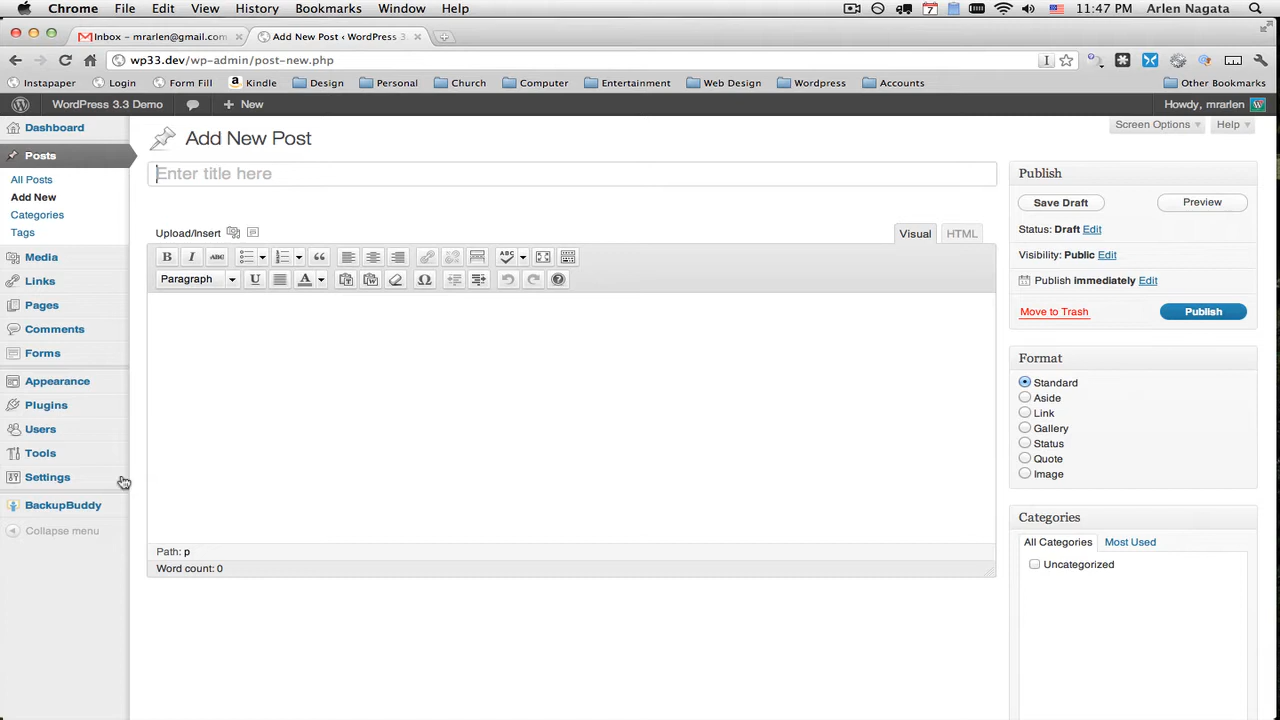 Chrome File Edit View History Bookmarks Window Help 7 11:47 PM Arlen Nagata
Inbox – mrarlen@gmail.com Add New Post ‹ WordPress 3.3
wp33.dev/wp-admin/post-new.php
Instapaper Login Form Fill Kindle Design Personal Church Computer Entertainment Web Design Wordpress Accounts Other Bookmarks
WordPress 3.3 Demo + New Howdy, mrarlen
Dashboard
Posts
All Posts
Add New
Categories
Tags
Media
Links
Pages
Comments
Forms
Appearance
Plugins
Users
Tools
Settings
BackupBuddy
Collapse menu
Add New Post
Screen Options Help
Enter title here
Upload/Insert
Visual HTML
B I ABC ABC
Paragraph U A T W Ω ?
Path: p
Word count: 0
Publish
Save Draft Preview
Status: Draft Edit
Visibility: Public Edit
Publish immediately Edit
Move to Trash Publish
Format
Standard
Aside
Link
Gallery
Status
Quote
Image
Categories
All Categories Most Used
Uncategorized